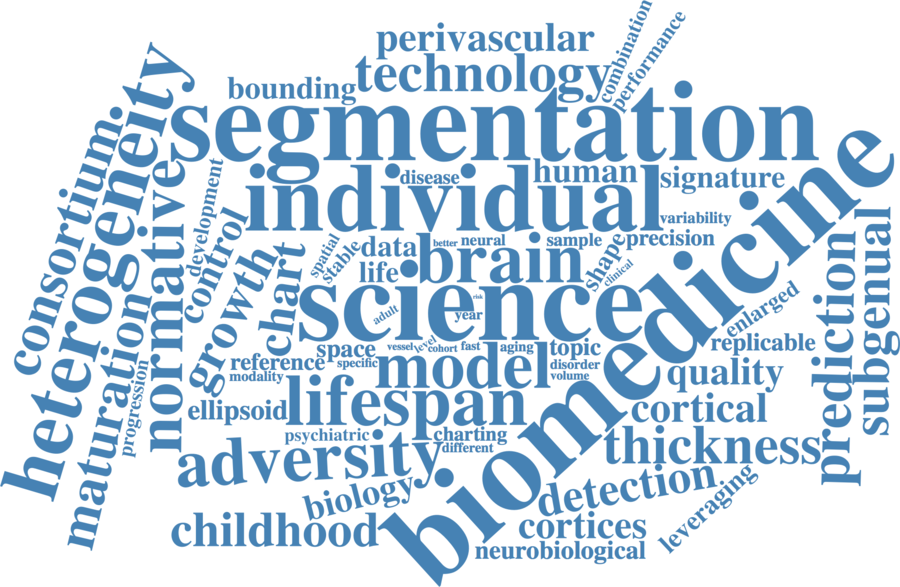 perivascular
combination
performance
technology
bounding
segmentation
consortium
heterogeneity
normative
development
disease
human
signature
individual
variability
control
spatial
stable
data
better
neural
sample
precision
shape
clinical
brain
life
growth
chart
science
adult
risk
year
biomedicine
prediction
subgenual
enlarged
replicable
maturation
progression
reference
space
specific
vessel
level
cohort
fast
aging
topic
modality
model
disorder
volume
quality
ellipsoid
lifespan
cortical
psychiatric
charting
different
thickness
adversity
biology
detection
leveraging
childhood
cortices
neurobiological